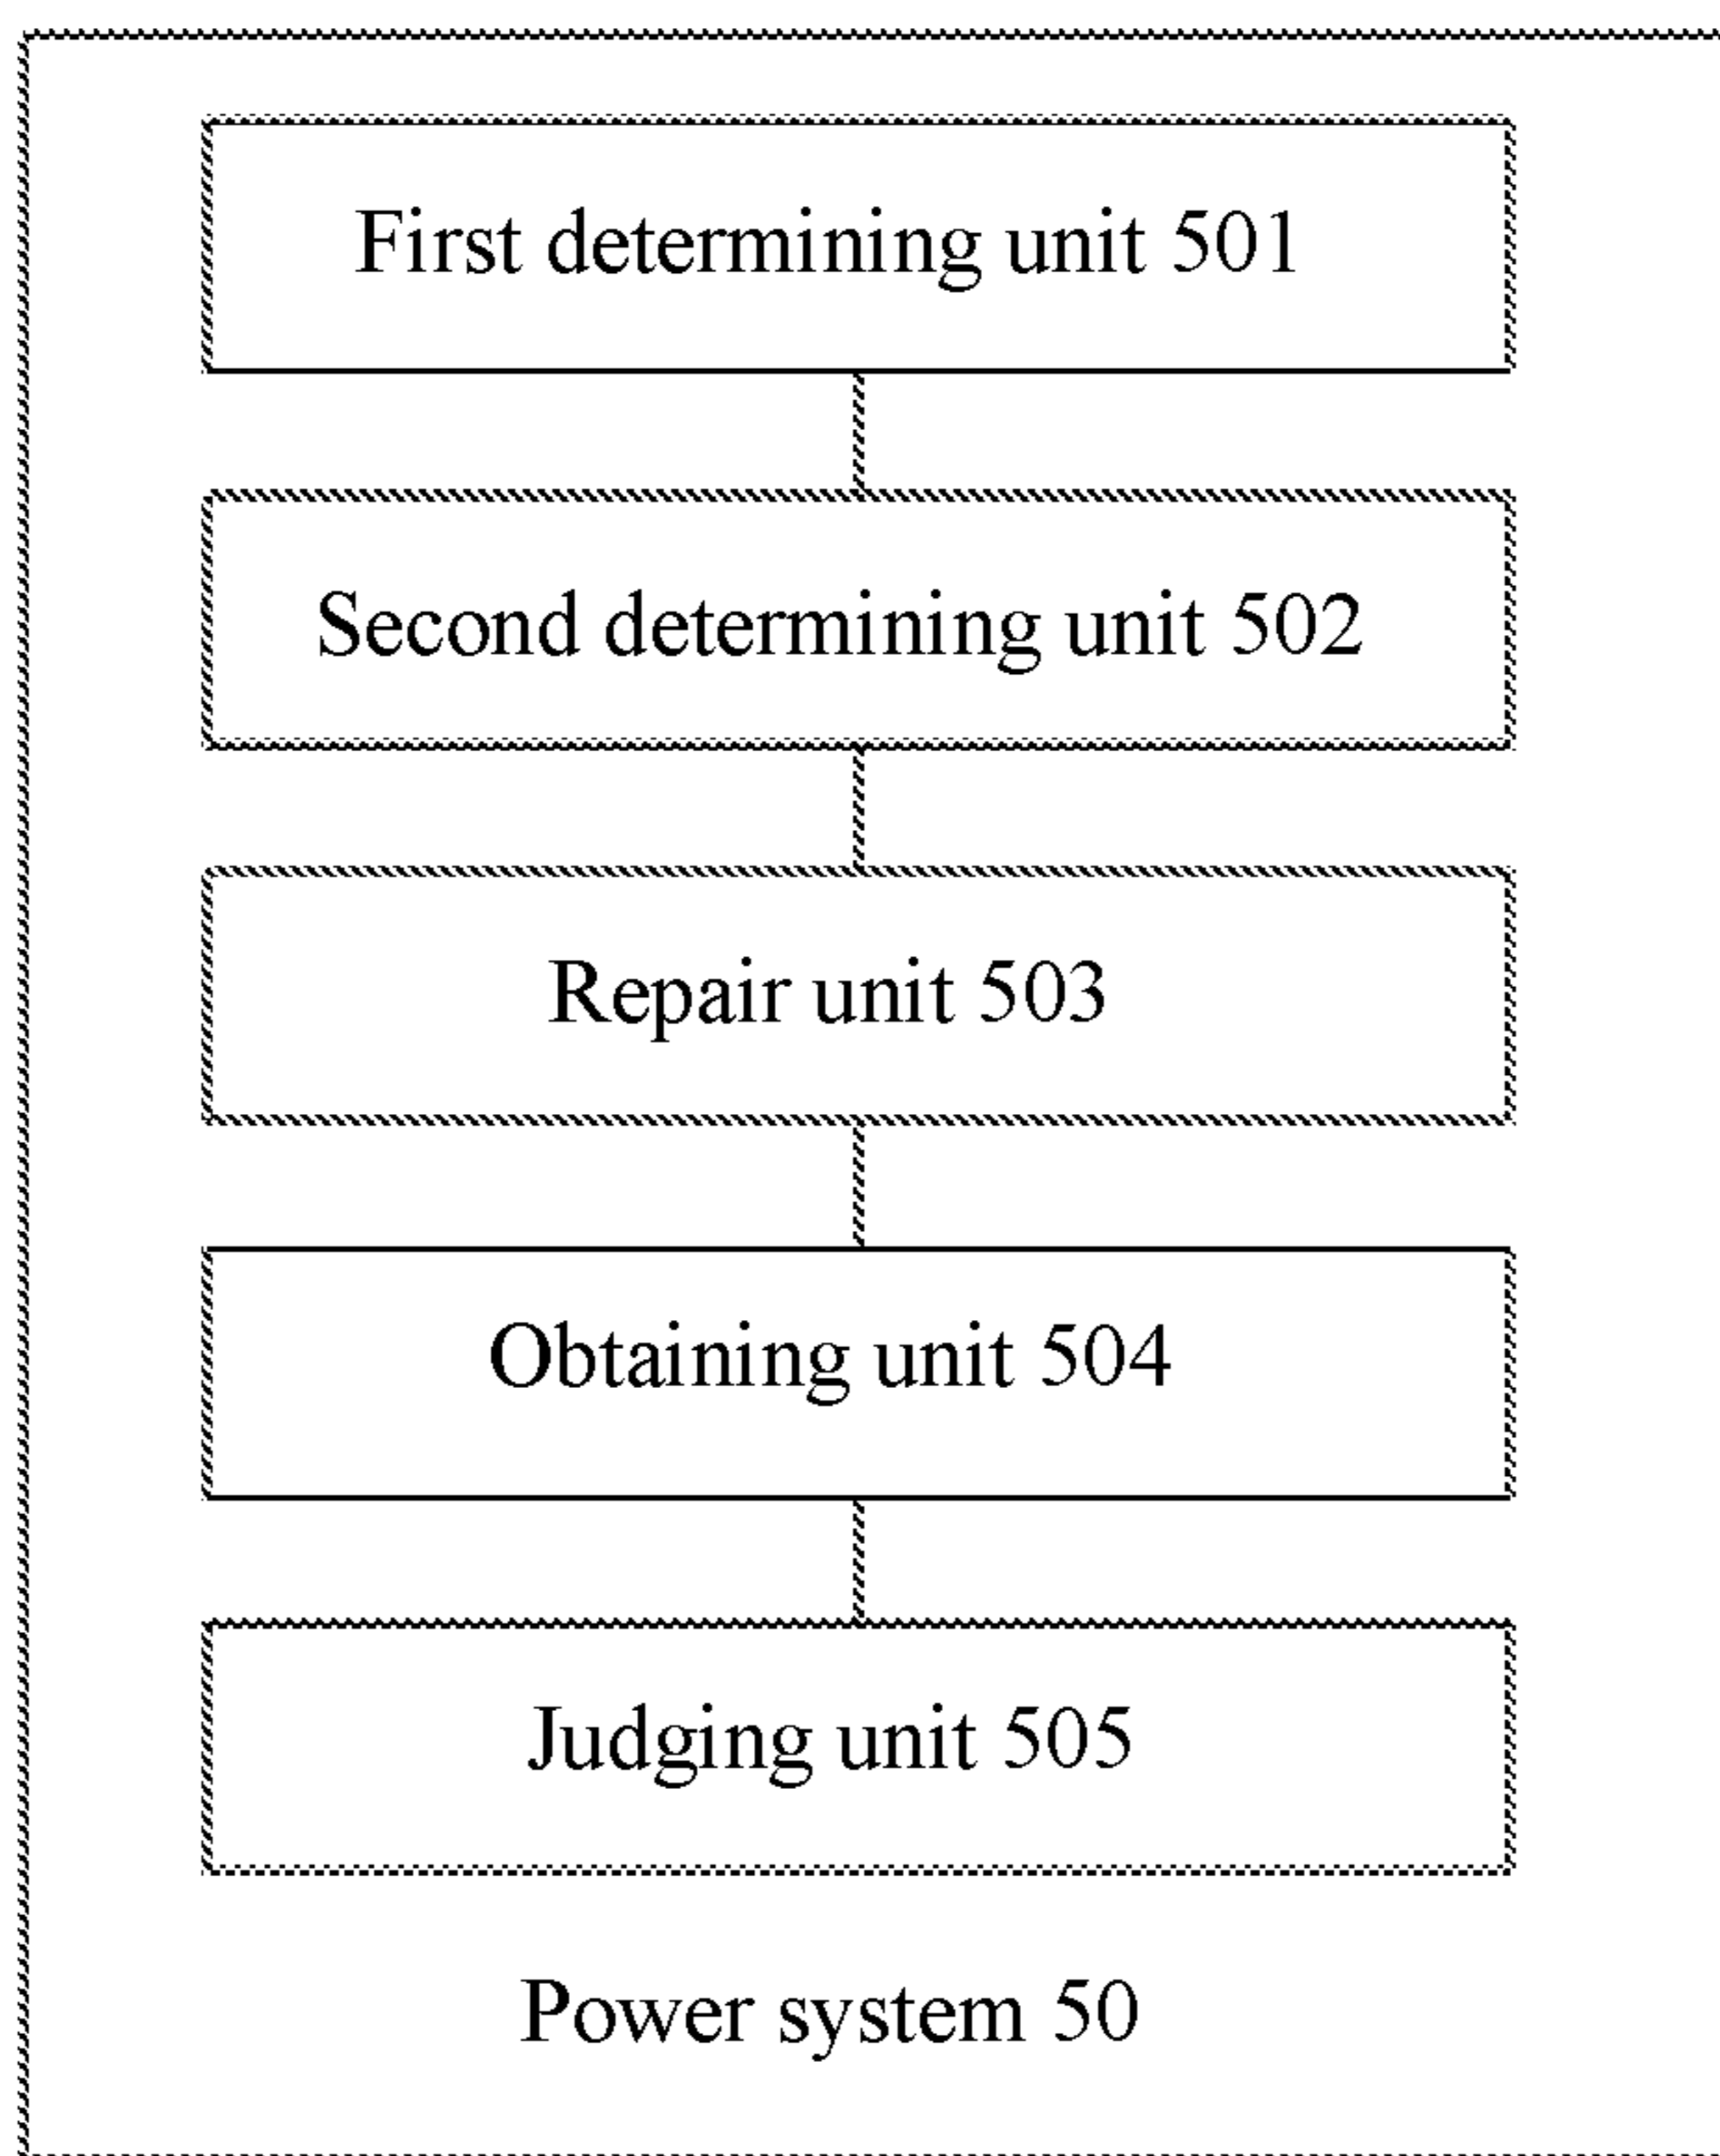 First determining unit 501
Second determining unit 502
Repair unit 503
Obtaining unit 504
Judging unit 505
Power system 50